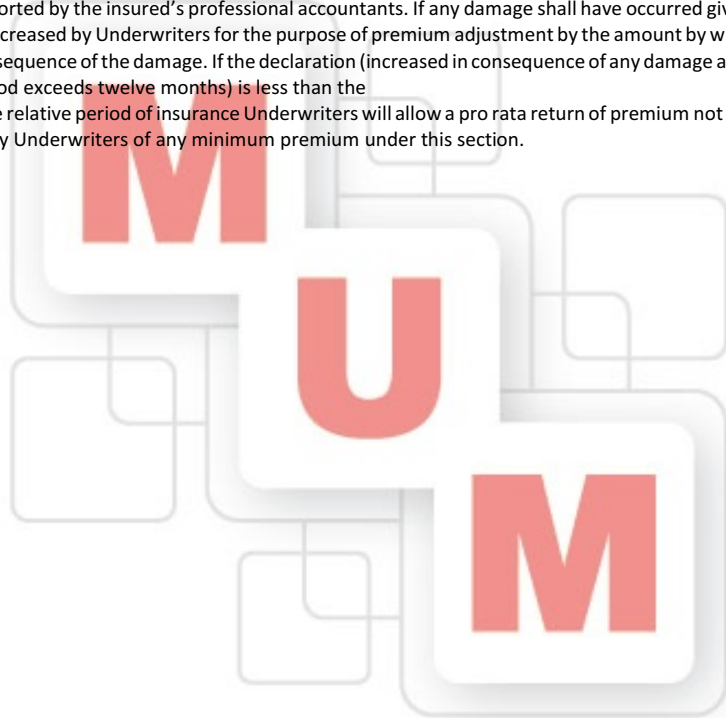 orted by the insured's professional accountants. If any damage shall have occurred giv
creased by Underwriters for the purpose of premium adjustment by the amount by w
sequence of the damage. If the declaration (increased in consequence of any damage a
od exceeds twelve months) is less than the
e relative period of insurance Underwriters will allow a pro rata return of premium not
y Underwriters of any minimum premium under this section.
M
U
M